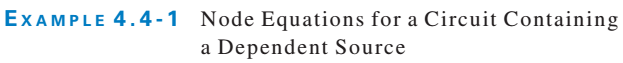 EXAMPLE 4.4-1 Node Equations for a Circuit Containing
a Dependent Source